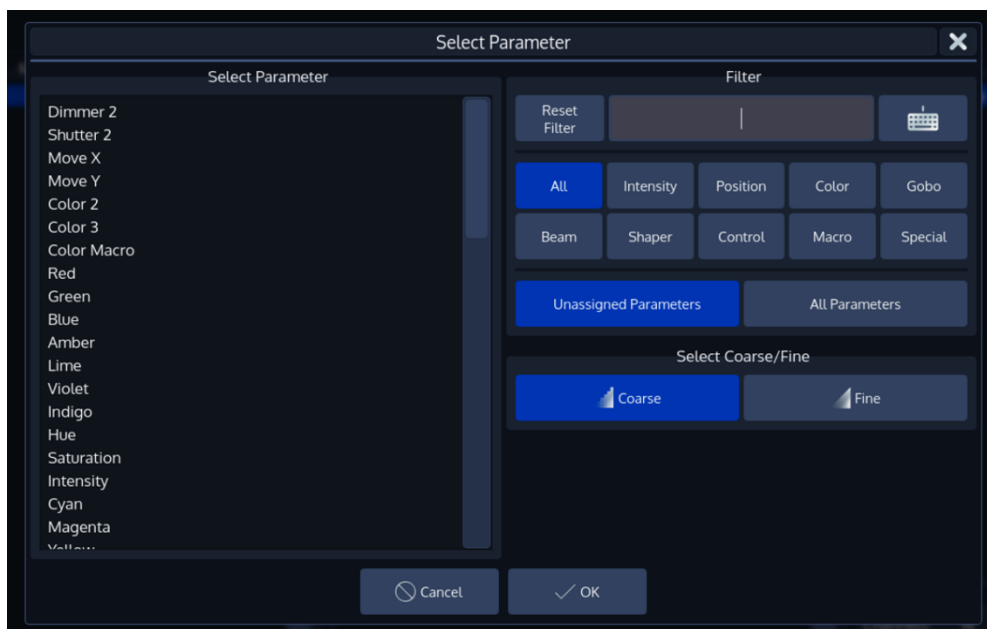 Select Parameter
Select Parameter
Dimmer 2
Shutter 2
Move X
Move Y
Color 2
Color 3
Color Macro
Red
Green
Blue
Amber
Lime
Violet
Indigo
Hue
Saturation
Intensity
Cyan
Magenta
Yellow
Filter
Reset
Filter
All Intensity Position Color Gobo
Beam Shaper Control Macro Special
Unassigned Parameters All Parameters
Select Coarse/Fine
Coarse Fine
Cancel OK